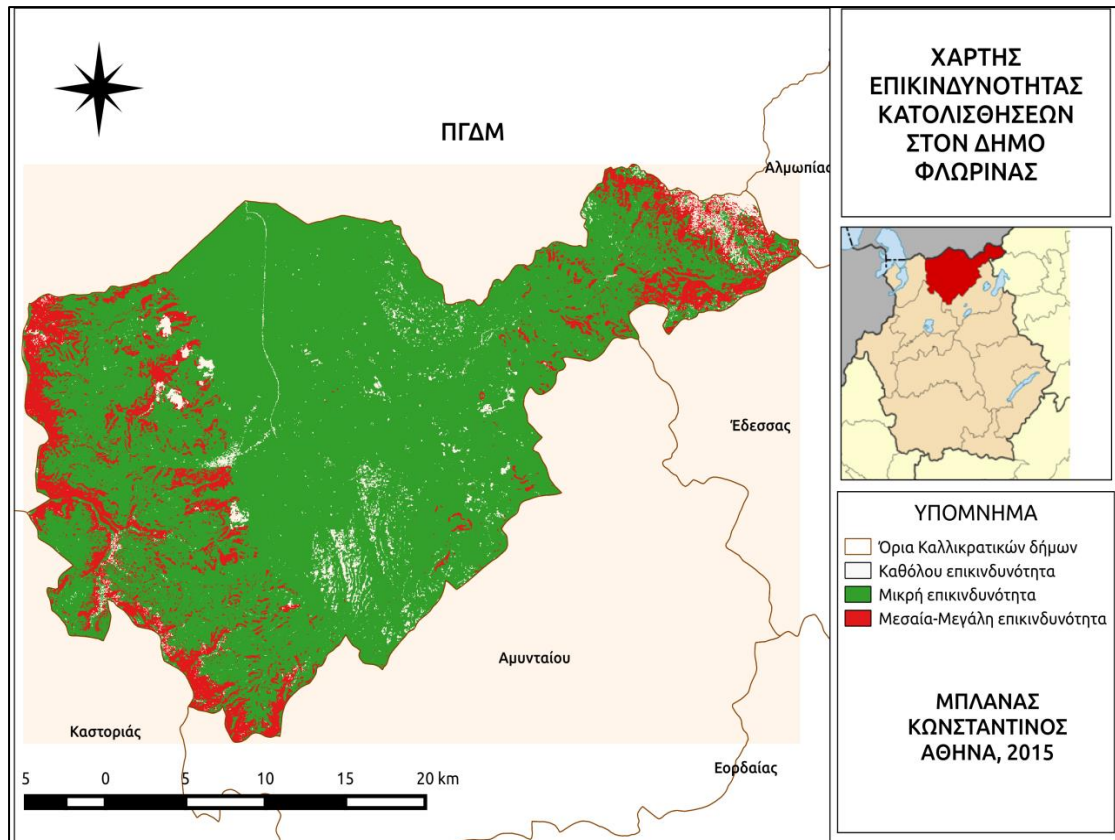 ΠΓΔΜ
Αλμωπίας
Έδεσσας
Αμυνταίου
Καστοριάς
Εορδαίας
5 0 5 10 15 20 km
ΧΑΡΤΗΣ
ΕΠΙΚΙΝΔΥΝΟΤΗΤΑΣ
ΚΑΤΟΛΙΣΘΗΣΕΩΝ
ΣΤΟΝ ΔΗΜΟ
ΦΛΩΡΙΝΑΣ
ΥΠΟΜΝΗΜΑ
Όρια Καλλικρατικών δήμων
Καθόλου επικινδυνότητα
Μικρή επικινδυνότητα
Μεσαία-Μεγάλη επικινδυνότητα
ΜΠΛΑΝΑΣ
ΚΩΝΣΤΑΝΤΙΝΟΣ
ΑΘΗΝΑ, 2015